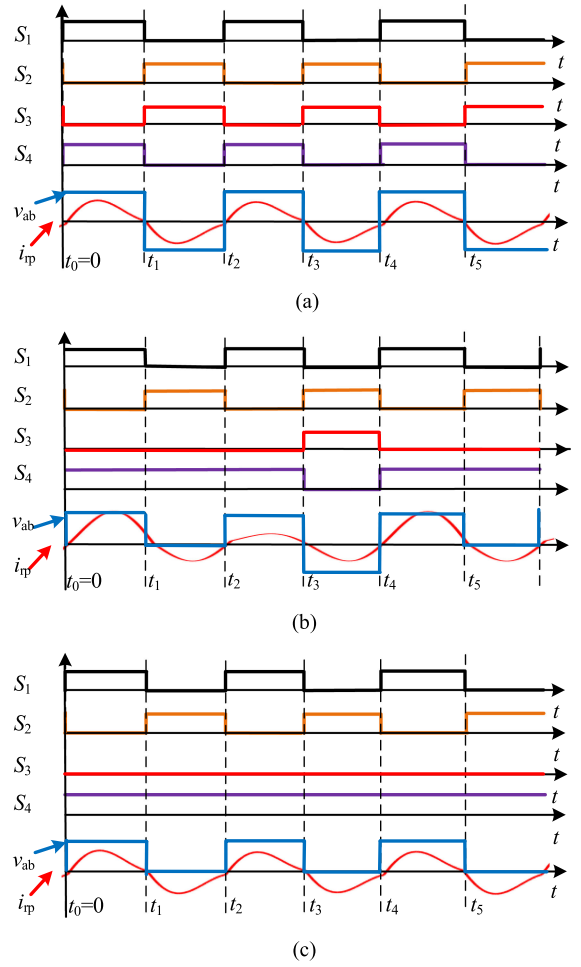 S1
t
S2
t
S3
t
S4
t
vab
irp
t0=0 t1 t2 t3 t4 t5 t
(a)
S1
S2
S3
S4
vab
irp
t0=0 t1 t2 t3 t4 t5
(b)
S1
t
S2
t
S3
t
S4
t
vab
irp
t0=0 t1 t2 t3 t4 t5 t
(c)